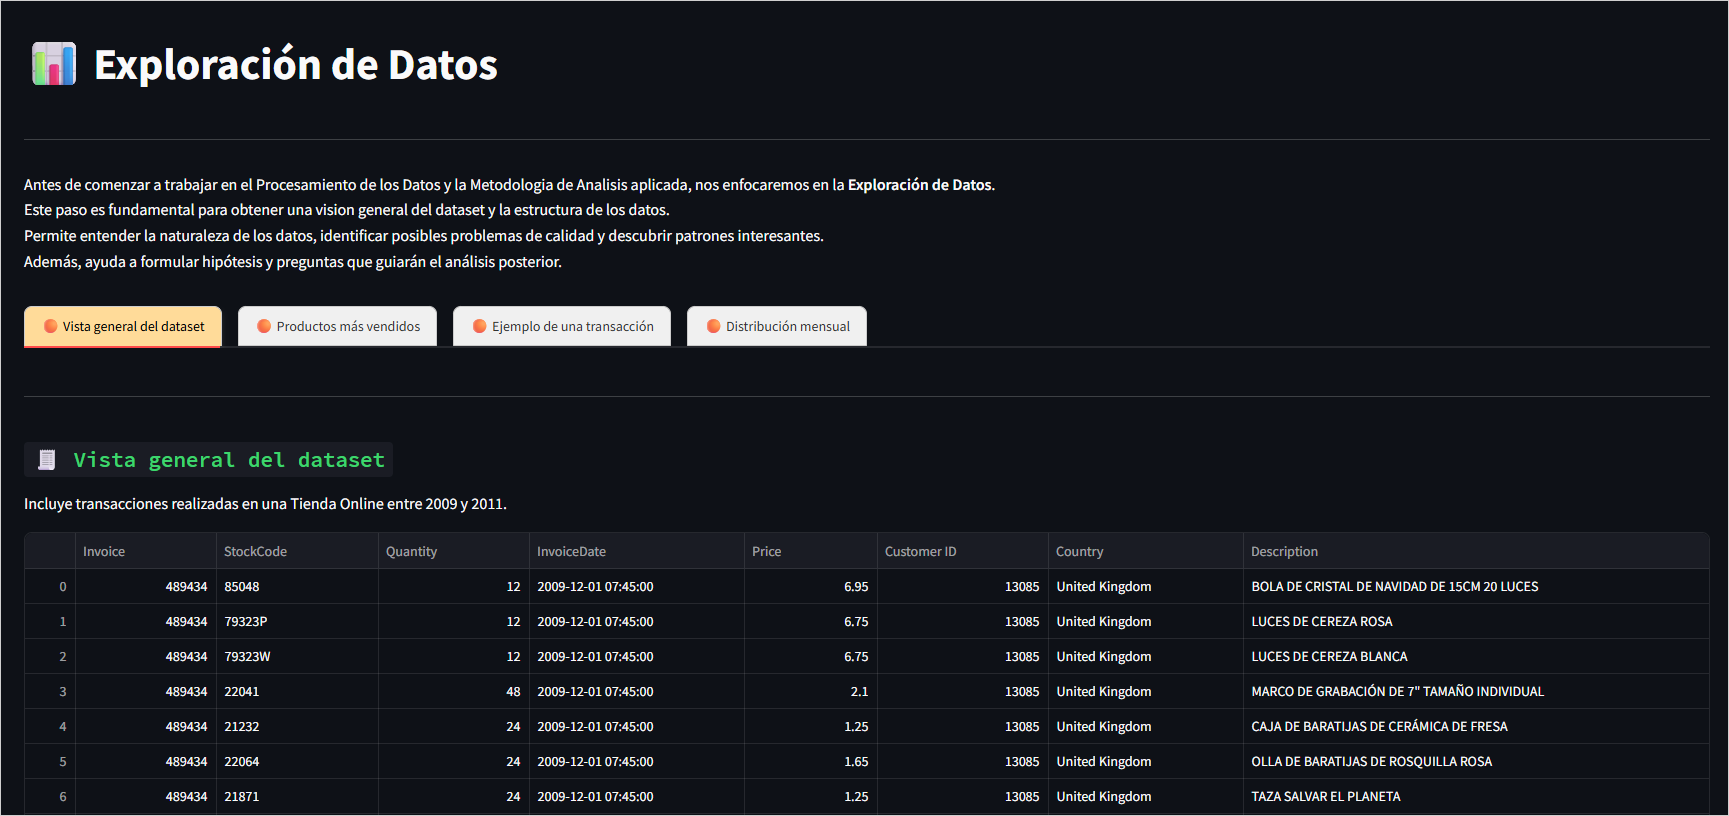 Exploración de Datos
Antes de comenzar a trabajar en el Procesamiento de los Datos y la Metodologia de Analisis aplicada, nos enfocaremos en la Exploración de Datos.
Este paso es fundamental para obtener una vision general del dataset y la estructura de los datos.
Permite entender la naturaleza de los datos, identificar posibles problemas de calidad y descubrir patrones interesantes.
Además, ayuda a formular hipótesis y preguntas que guiarán el análisis posterior.
Vista general del dataset Productos más vendidos Ejemplo de una transacción Distribución mensual
Vista general del dataset
Incluye transacciones realizadas en una Tienda Online entre 2009 y 2011.
Invoice StockCode Quantity InvoiceDate Price Customer ID Country Description
0 489434 85048 12 2009-12-01 07:45:00 6.95 13085 United Kingdom BOLA DE CRISTAL DE NAVIDAD DE 15CM 20 LUCES
1 489434 79323P 12 2009-12-01 07:45:00 6.75 13085 United Kingdom LUCES DE CEREZA ROSA
2 489434 79323W 12 2009-12-01 07:45:00 6.75 13085 United Kingdom LUCES DE CEREZA BLANCA
3 489434 22041 48 2009-12-01 07:45:00 2.1 13085 United Kingdom MARCO DE GRABACIÓN DE 7" TAMAÑO INDIVIDUAL
4 489434 21232 24 2009-12-01 07:45:00 1.25 13085 United Kingdom CAJA DE BARATIJAS DE CERÁMICA DE FRESA
5 489434 22064 24 2009-12-01 07:45:00 1.65 13085 United Kingdom OLLA DE BARATIJAS DE ROSQUILLA ROSA
6 489434 21871 24 2009-12-01 07:45:00 1.25 13085 United Kingdom TAZA SALVAR EL PLANETA